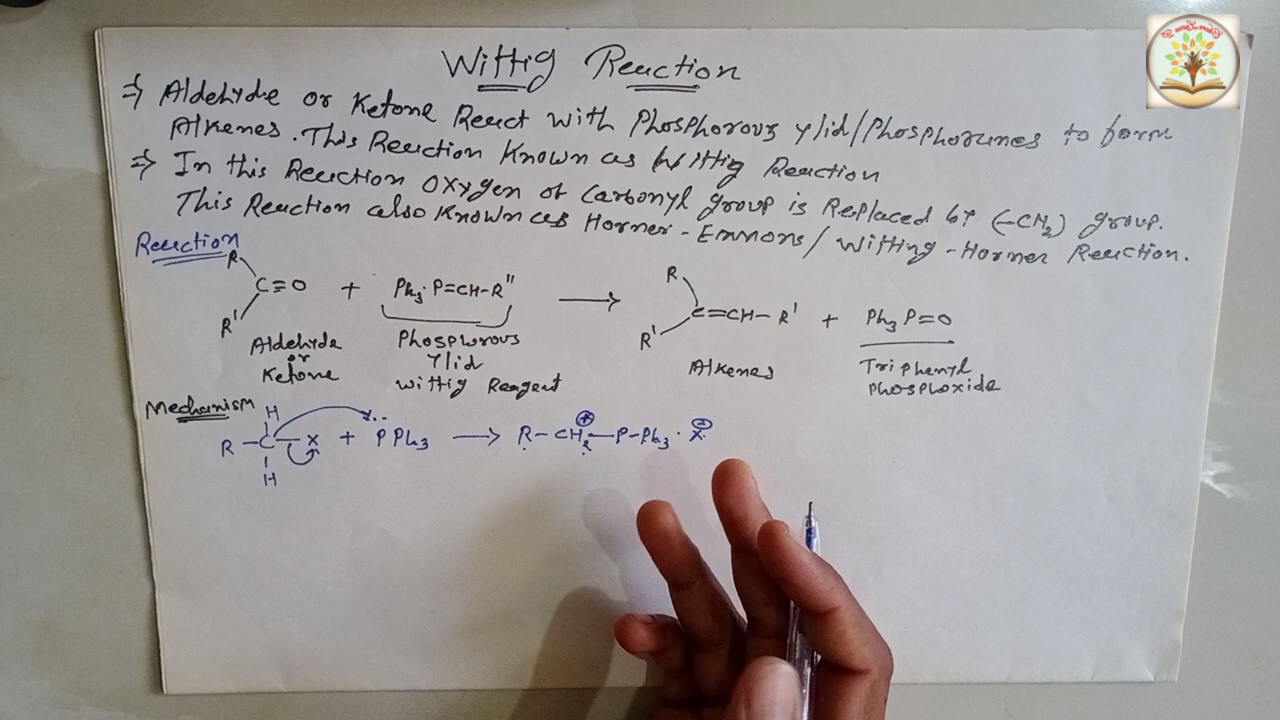 Wittig Reaction
⇒ Aldehyde or Ketone React with Phosphorous Ylid/Phosphoranes to form
Alkenes. This Reaction Known as Wittig Reaction
⇒ In this Reaction Oxygen of Carbonyl group is Replaced by (-CH2) group.
This Reaction also Known as Horner-Emmons/Witting-Horner Reaction.
Reaction
R
C=O + Ph3·P=CH-R'' ⟶ R C=CH-R' + Ph3P=O
R' R'
Aldehyde or Ketone
Phosphorous Ylid Wittig Reagent
Alkenes
Triphenyl Phosphoxide
Mechanism
H
R-C-X + P̈Ph3 ⟶ R-CH2⊕-P-Ph3·X⊖
H